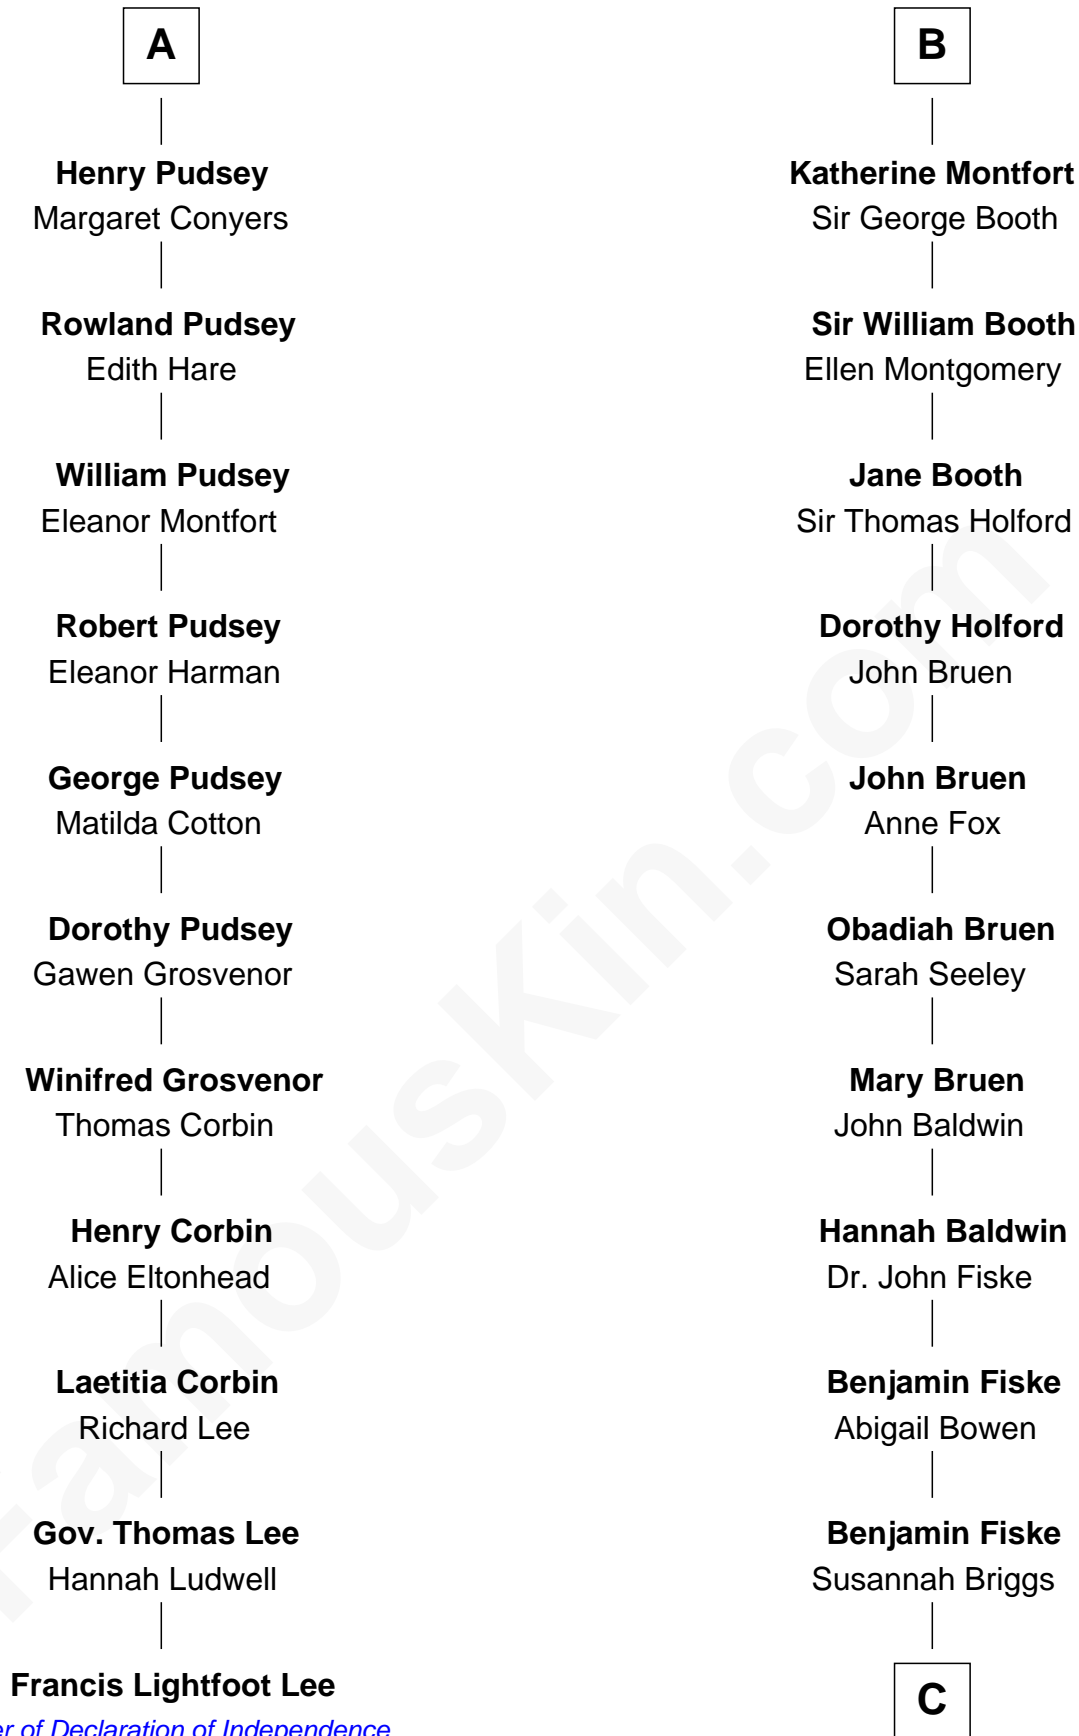 A
Henry Pudsey
Margaret Conyers
Rowland Pudsey
Edith Hare
William Pudsey
Eleanor Montfort
Robert Pudsey
Eleanor Harman
George Pudsey
Matilda Cotton
Dorothy Pudsey
Gawen Grosvenor
Winifred Grosvenor
Thomas Corbin
Henry Corbin
Alice Eltonhead
Laetitia Corbin
Richard Lee
Gov. Thomas Lee
Hannah Ludwell
Francis Lightfoot Lee
of Declaration of Independence
B
Katherine Montfort
Sir George Booth
Sir William Booth
Ellen Montgomery
Jane Booth
Sir Thomas Holford
Dorothy Holford
John Bruen
John Bruen
Anne Fox
Obadiah Bruen
Sarah Seeley
Mary Bruen
John Baldwin
Hannah Baldwin
Dr. John Fiske
Benjamin Fiske
Abigail Bowen
Benjamin Fiske
Susannah Briggs
C
FamousKin.com